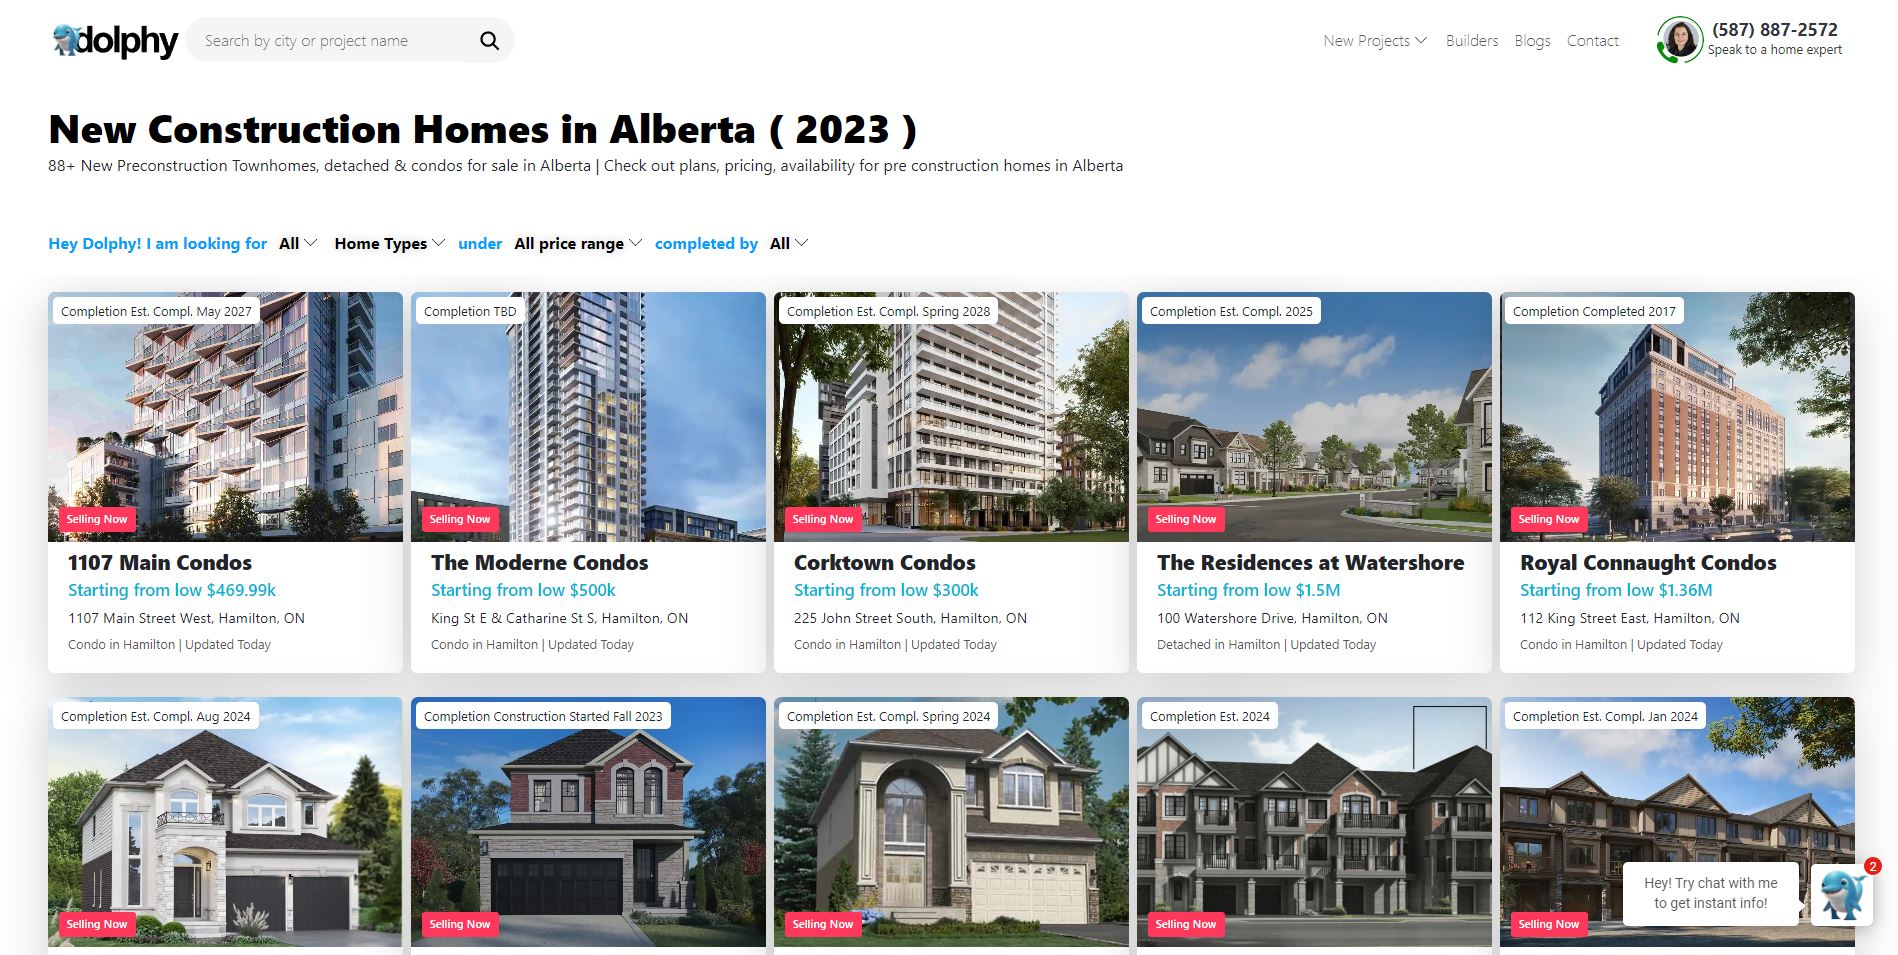 dolphy
Search by city or project name
New Projects
Builders
Blogs
Contact
(587) 887-2572
Speak to a home expert
New Construction Homes in Alberta ( 2023 )
88+ New Preconstruction Townhomes, detached & condos for sale in Alberta | Check out plans, pricing, availability for pre construction homes in Alberta
Hey Dolphy! I am looking for All Home Types under All price range completed by All
Completion Est. Compl. May 2027
Selling Now
1107 Main Condos
Starting from low $469.99k
1107 Main Street West, Hamilton, ON
Condo in Hamilton | Updated Today
Completion TBD
Selling Now
The Moderne Condos
Starting from low $500k
King St E & Catharine St S, Hamilton, ON
Condo in Hamilton | Updated Today
Completion Est. Compl. Spring 2028
Selling Now
Corktown Condos
Starting from low $300k
225 John Street South, Hamilton, ON
Condo in Hamilton | Updated Today
Completion Est. Compl. 2025
Selling Now
The Residences at Watershore
Starting from low $1.5M
100 Watershore Drive, Hamilton, ON
Detached in Hamilton | Updated Today
Completion Completed 2017
Selling Now
Royal Connaught Condos
Starting from low $1.36M
112 King Street East, Hamilton, ON
Condo in Hamilton | Updated Today
Completion Est. Compl. Aug 2024
Selling Now
Completion Construction Started Fall 2023
Selling Now
Completion Est. Compl. Spring 2024
Selling Now
Completion Est. 2024
Selling Now
Completion Est. Compl. Jan 2024
Selling Now
Hey! Try chat with me
to get instant info!
2